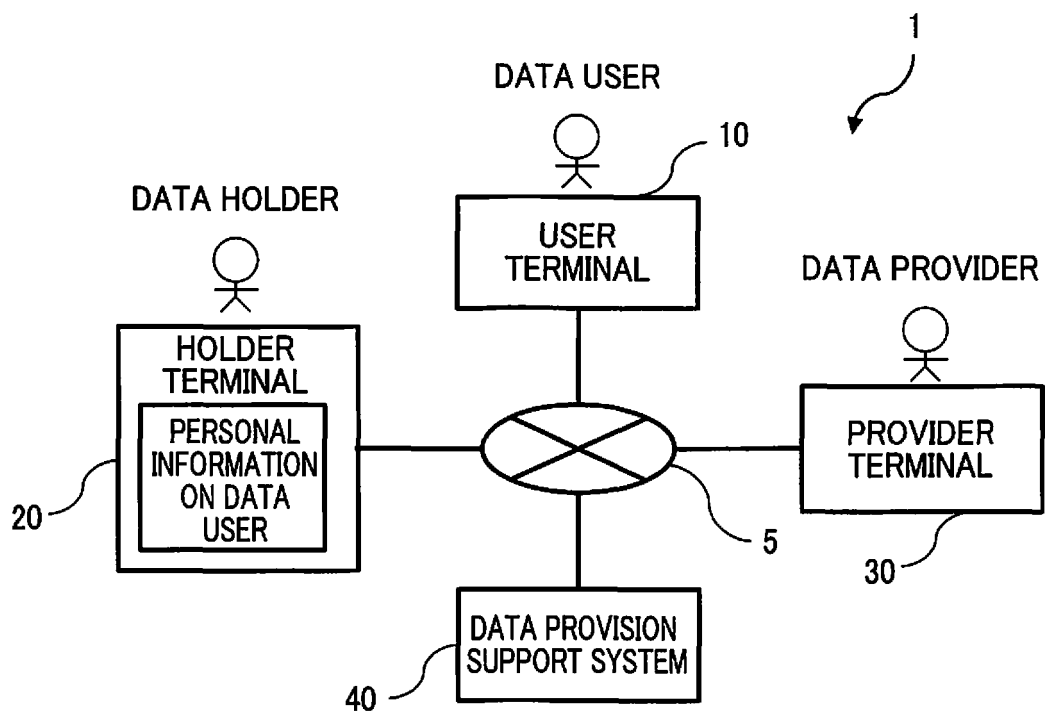 1
DATA USER
10
DATA HOLDER
USER
TERMINAL
DATA PROVIDER
HOLDER
TERMINAL
PERSONAL
INFORMATION
ON DATA
USER
PROVIDER
TERMINAL
20
5
30
DATA PROVISION
SUPPORT SYSTEM
40